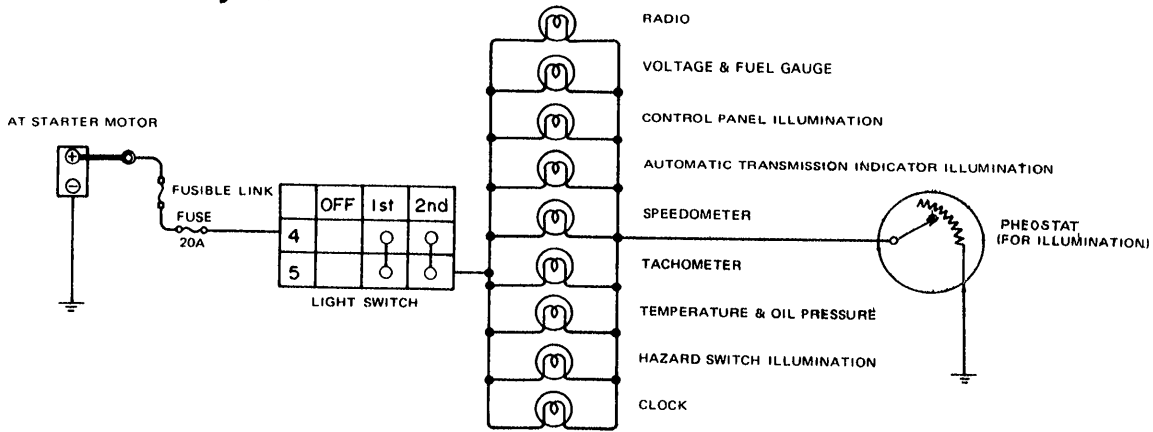 RADIO
VOLTAGE & FUEL GAUGE
CONTROL PANEL ILLUMINATION
AT STARTER MOTOR
AUTOMATIC TRANSMISSION INDICATOR ILLUMINATION
FUSIBLE LINK
OFF 1st 2nd
FUSE
20A
4
5
LIGHT SWITCH
SPEEDOMETER
PHEOSTAT
(FOR ILLUMINATION)
TACHOMETER
TEMPERATURE & OIL PRESSURE
HAZARD SWITCH ILLUMINATION
CLOCK